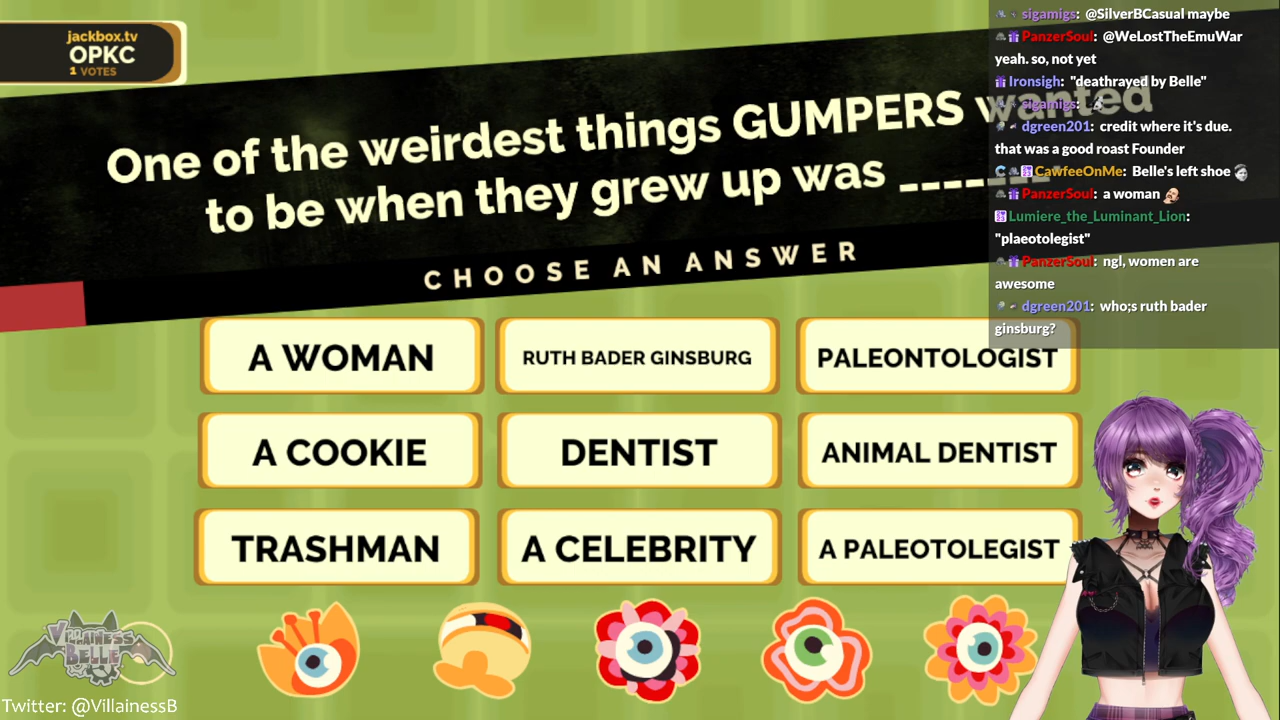 jackbox.tv
OPKC
1 VOTES
One of the weirdest things GUMPERS wanted
to be when they grew up was _______
CHOOSE AN ANSWER
A WOMAN
RUTH BADER GINSBURG
PALEONTOLOGIST
A COOKIE
DENTIST
ANIMAL DENTIST
TRASHMAN
A CELEBRITY
A PALEOTOLEGIST
sigamigs: @SilverBCasual maybe
PanzerSoul: @WeLostTheEmuWar
yeah. so, not yet
Ironsigh: "deathrayed by Belle"
sigamigs:
dgreen201: credit where it's due.
that was a good roast Founder
CawfeeOnMe: Belle's left shoe
PanzerSoul: a woman
Lumiere_the_Luminant_Lion:
"plaeotolegist"
PanzerSoul: ngl, women are
awesome
dgreen201: who;s ruth bader
ginsburg?
VILLAINESS
BELLE
Twitter: @VillainessB